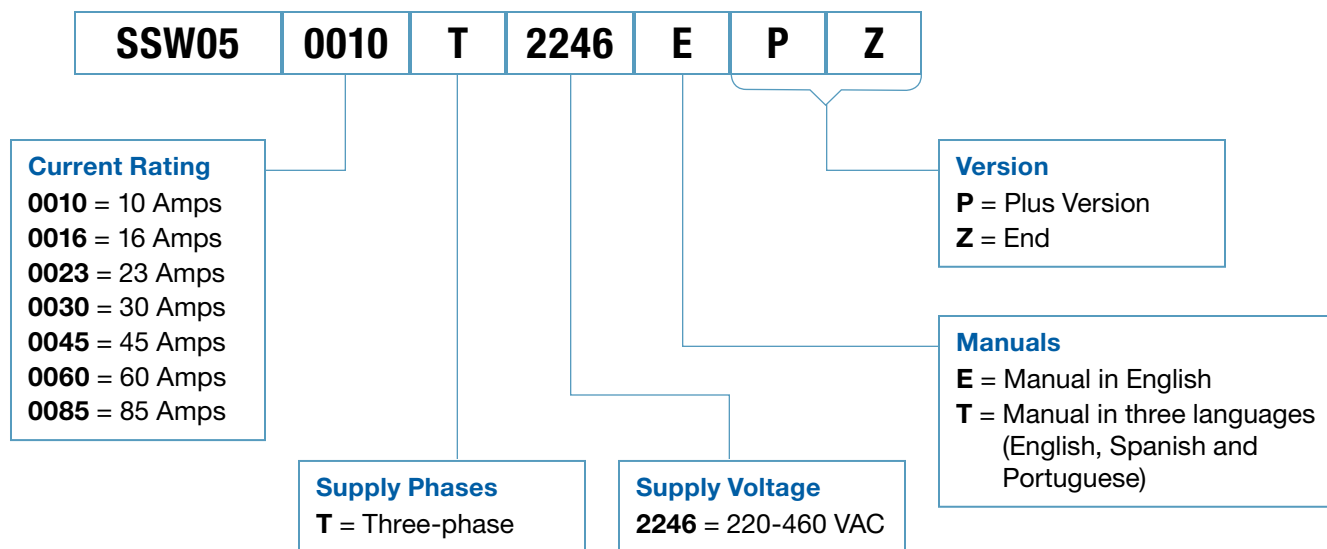 SSW05 0010 T 2246 E P Z
Current Rating
0010 = 10 Amps
0016 = 16 Amps
0023 = 23 Amps
0030 = 30 Amps
0045 = 45 Amps
0060 = 60 Amps
0085 = 85 Amps
Supply Phases
T = Three-phase
Supply Voltage
2246 = 220-460 VAC
Version
P = Plus Version
Z = End
Manuals
E = Manual in English
T = Manual in three languages
(English, Spanish and
Portuguese)